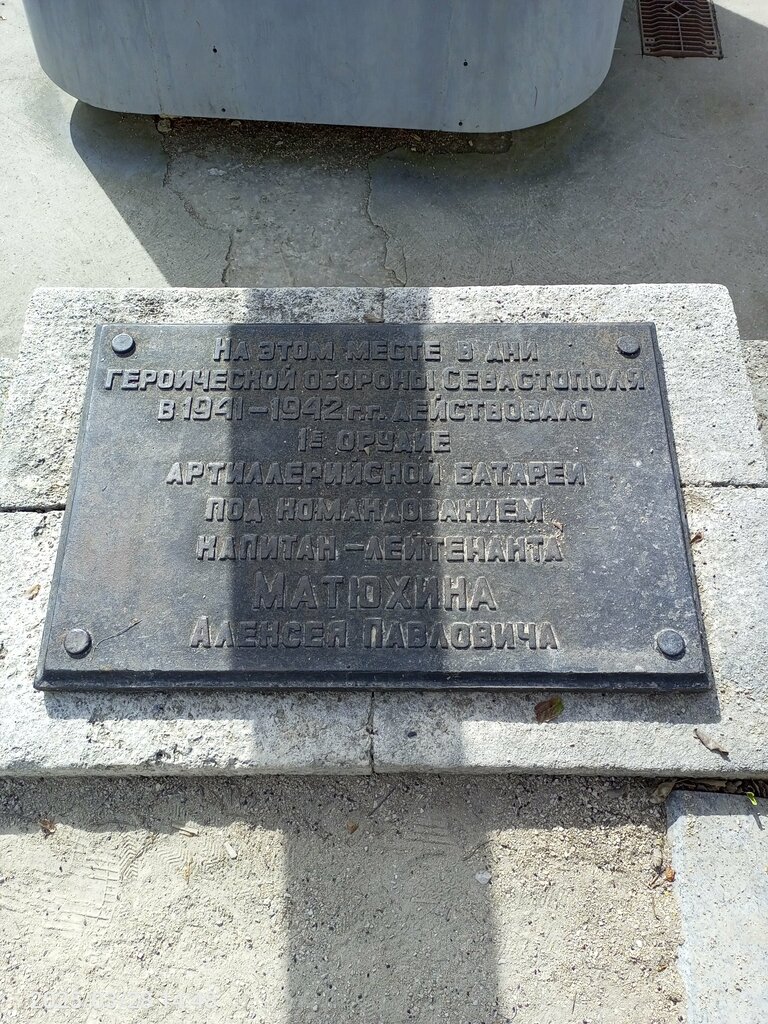 На этом месте в дни
героической обороны Севастополя
в 1941-1942 г.г. действовало
1е орудие
артиллерийской батареи
под командованием
капитан-лейтенанта
Матюхина
Алексея Павловича